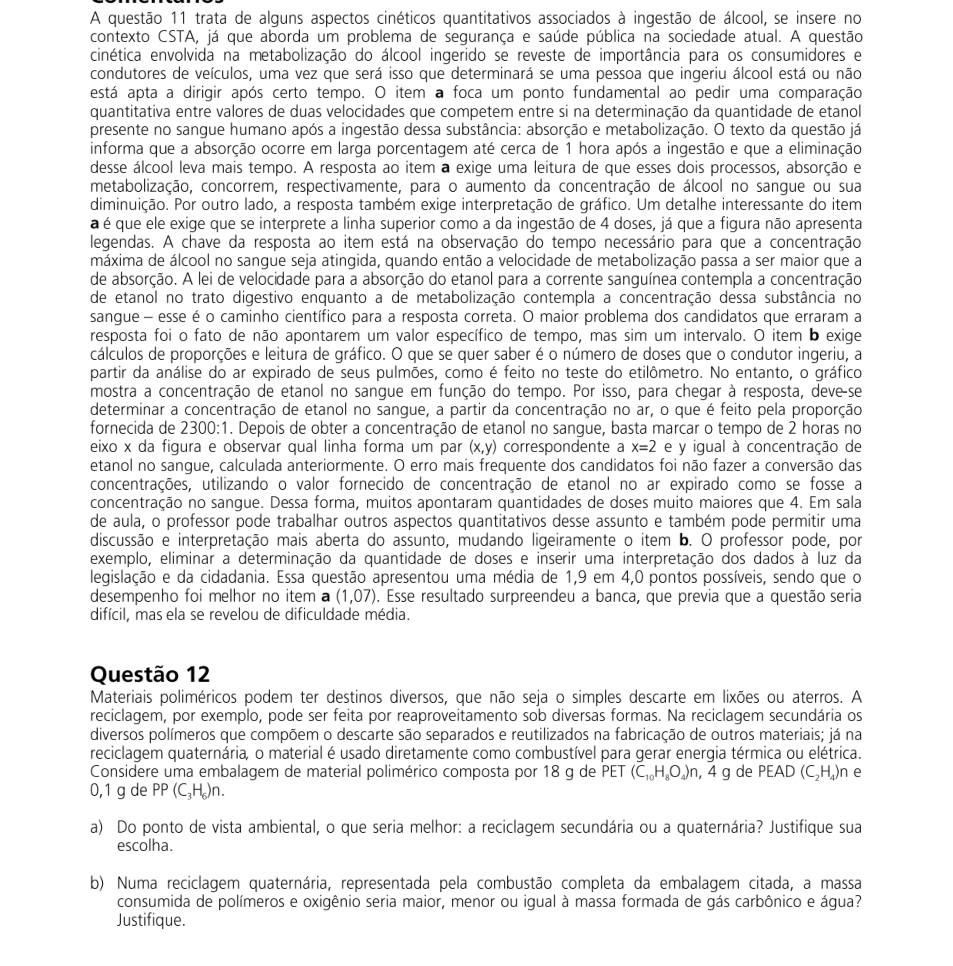 Comentários
A questão 11 trata de alguns aspectos cinéticos quantitativos associados à ingestão de álcool, se insere no
contexto CSTA, já que aborda um problema de segurança e saúde pública na sociedade atual. A questão
cinética envolvida na metabolização do álcool ingerido se reveste de importância para os consumidores e
condutores de veículos, uma vez que será isso que determinará se uma pessoa que ingeriu álcool está ou não
está apta a dirigir após certo tempo. O item a foca um ponto fundamental ao pedir uma comparação
quantitativa entre valores de duas velocidades que competem entre si na determinação da quantidade de etanol
presente no sangue humano após a ingestão dessa substância: absorção e metabolização. O texto da questão já
informa que a absorção ocorre em larga porcentagem até cerca de 1 hora após a ingestão e que a eliminação
desse álcool leva mais tempo. A resposta ao item a exige uma leitura de que esses dois processos, absorção e
metabolização, concorrem, respectivamente, para o aumento da concentração de álcool no sangue ou sua
diminuição. Por outro lado, a resposta também exige interpretação de gráfico. Um detalhe interessante do item
a é que ele exige que se interprete a linha superior como a da ingestão de 4 doses, já que a figura não apresenta
legendas. A chave da resposta ao item está na observação do tempo necessário para que a concentração
máxima de álcool no sangue seja atingida, quando então a velocidade de metabolização passa a ser maior que a
de absorção. A lei de velocidade para a absorção do etanol para a corrente sanguínea contempla a concentração
de etanol no trato digestivo enquanto a de metabolização contempla a concentração dessa substância no
sangue – esse é o caminho científico para a resposta correta. O maior problema dos candidatos que erraram a
resposta foi o fato de não apontarem um valor específico de tempo, mas sim um intervalo. O item b exige
cálculos de proporções e leitura de gráfico. O que se quer saber é o número de doses que o condutor ingeriu, a
partir da análise do ar expirado de seus pulmões, como é feito no teste do etilômetro. No entanto, o gráfico
mostra a concentração de etanol no sangue em função do tempo. Por isso, para chegar à resposta, deve-se
determinar a concentração de etanol no sangue, a partir da concentração no ar, o que é feito pela proporção
fornecida de 2300:1. Depois de obter a concentração de etanol no sangue, basta marcar o tempo de 2 horas no
eixo x da figura e observar qual linha forma um par (x,y) correspondente a x=2 e y igual à concentração de
etanol no sangue, calculada anteriormente. O erro mais frequente dos candidatos foi não fazer a conversão das
concentrações, utilizando o valor fornecido de concentração de etanol no ar expirado como se fosse a
concentração no sangue. Dessa forma, muitos apontaram quantidades de doses muito maiores que 4. Em sala
de aula, o professor pode trabalhar outros aspectos quantitativos desse assunto e também pode permitir uma
discussão e interpretação mais aberta do assunto, mudando ligeiramente o item b. O professor pode, por
exemplo, eliminar a determinação da quantidade de doses e inserir uma interpretação dos dados à luz da
legislação e da cidadania. Essa questão apresentou uma média de 1,9 em 4,0 pontos possíveis, sendo que o
desempenho foi melhor no item a (1,07). Esse resultado surpreendeu a banca, que previa que a questão seria
difícil, mas ela se revelou de dificuldade média.
Questão 12
Materiais poliméricos podem ter destinos diversos, que não seja o simples descarte em lixões ou aterros. A
reciclagem, por exemplo, pode ser feita por reaproveitamento sob diversas formas. Na reciclagem secundária os
diversos polímeros que compõem o descarte são separados e reutilizados na fabricação de outros materiais; já na
reciclagem quaternária, o material é usado diretamente como combustível para gerar energia térmica ou elétrica.
Considere uma embalagem de material polimérico composta por 18 g de PET (C₁₀H₈O₄)n, 4 g de PEAD (C₂H₄)n e
0,1 g de PP (C₃H₆)n.
a) Do ponto de vista ambiental, o que seria melhor: a reciclagem secundária ou a quaternária? Justifique sua
escolha.
b) Numa reciclagem quaternária, representada pela combustão completa da embalagem citada, a massa
consumida de polímeros e oxigênio seria maior, menor ou igual à massa formada de gás carbônico e água?
Justifique.